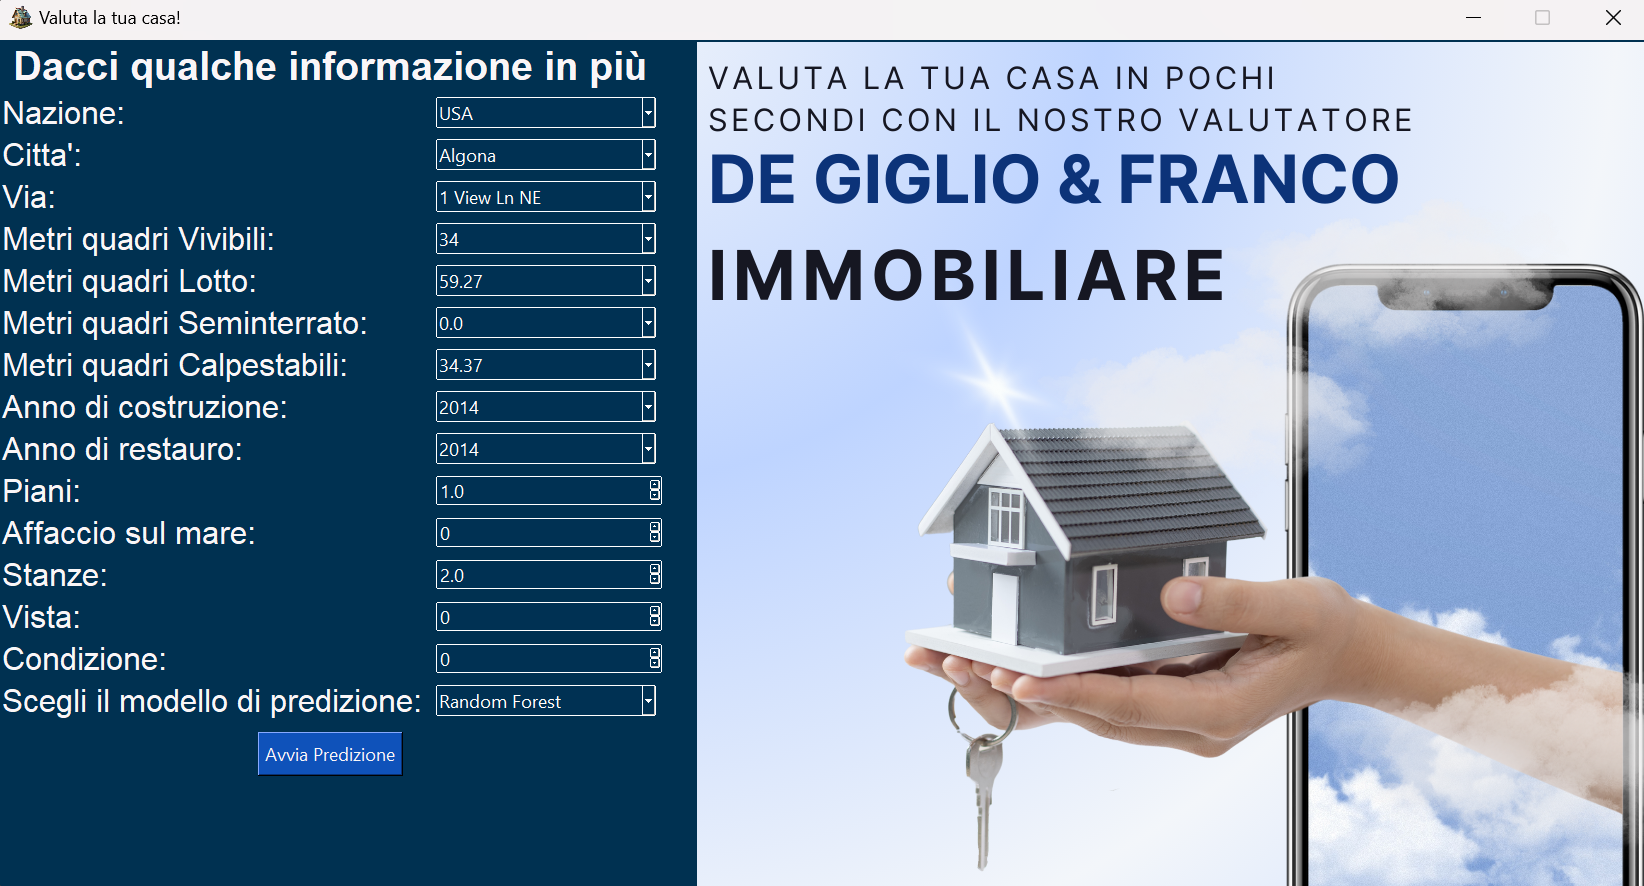 Valuta la tua casa!
Dacci qualche informazione in più
Nazione: USA
Citta': Algona
Via: 1 View Ln NE
Metri quadri Vivibili: 34
Metri quadri Lotto: 59.27
Metri quadri Seminterrato: 0.0
Metri quadri Calpestabili: 34.37
Anno di costruzione: 2014
Anno di restauro: 2014
Piani: 1.0
Affaccio sul mare: 0
Stanze: 2.0
Vista: 0
Condizione: 0
Scegli il modello di predizione: Random Forest
Avvia Predizione
VALUTA LA TUA CASA IN POCHI
SECONDI CON IL NOSTRO VALUTATORE
DE GIGLIO & FRANCO
IMMOBILIARE